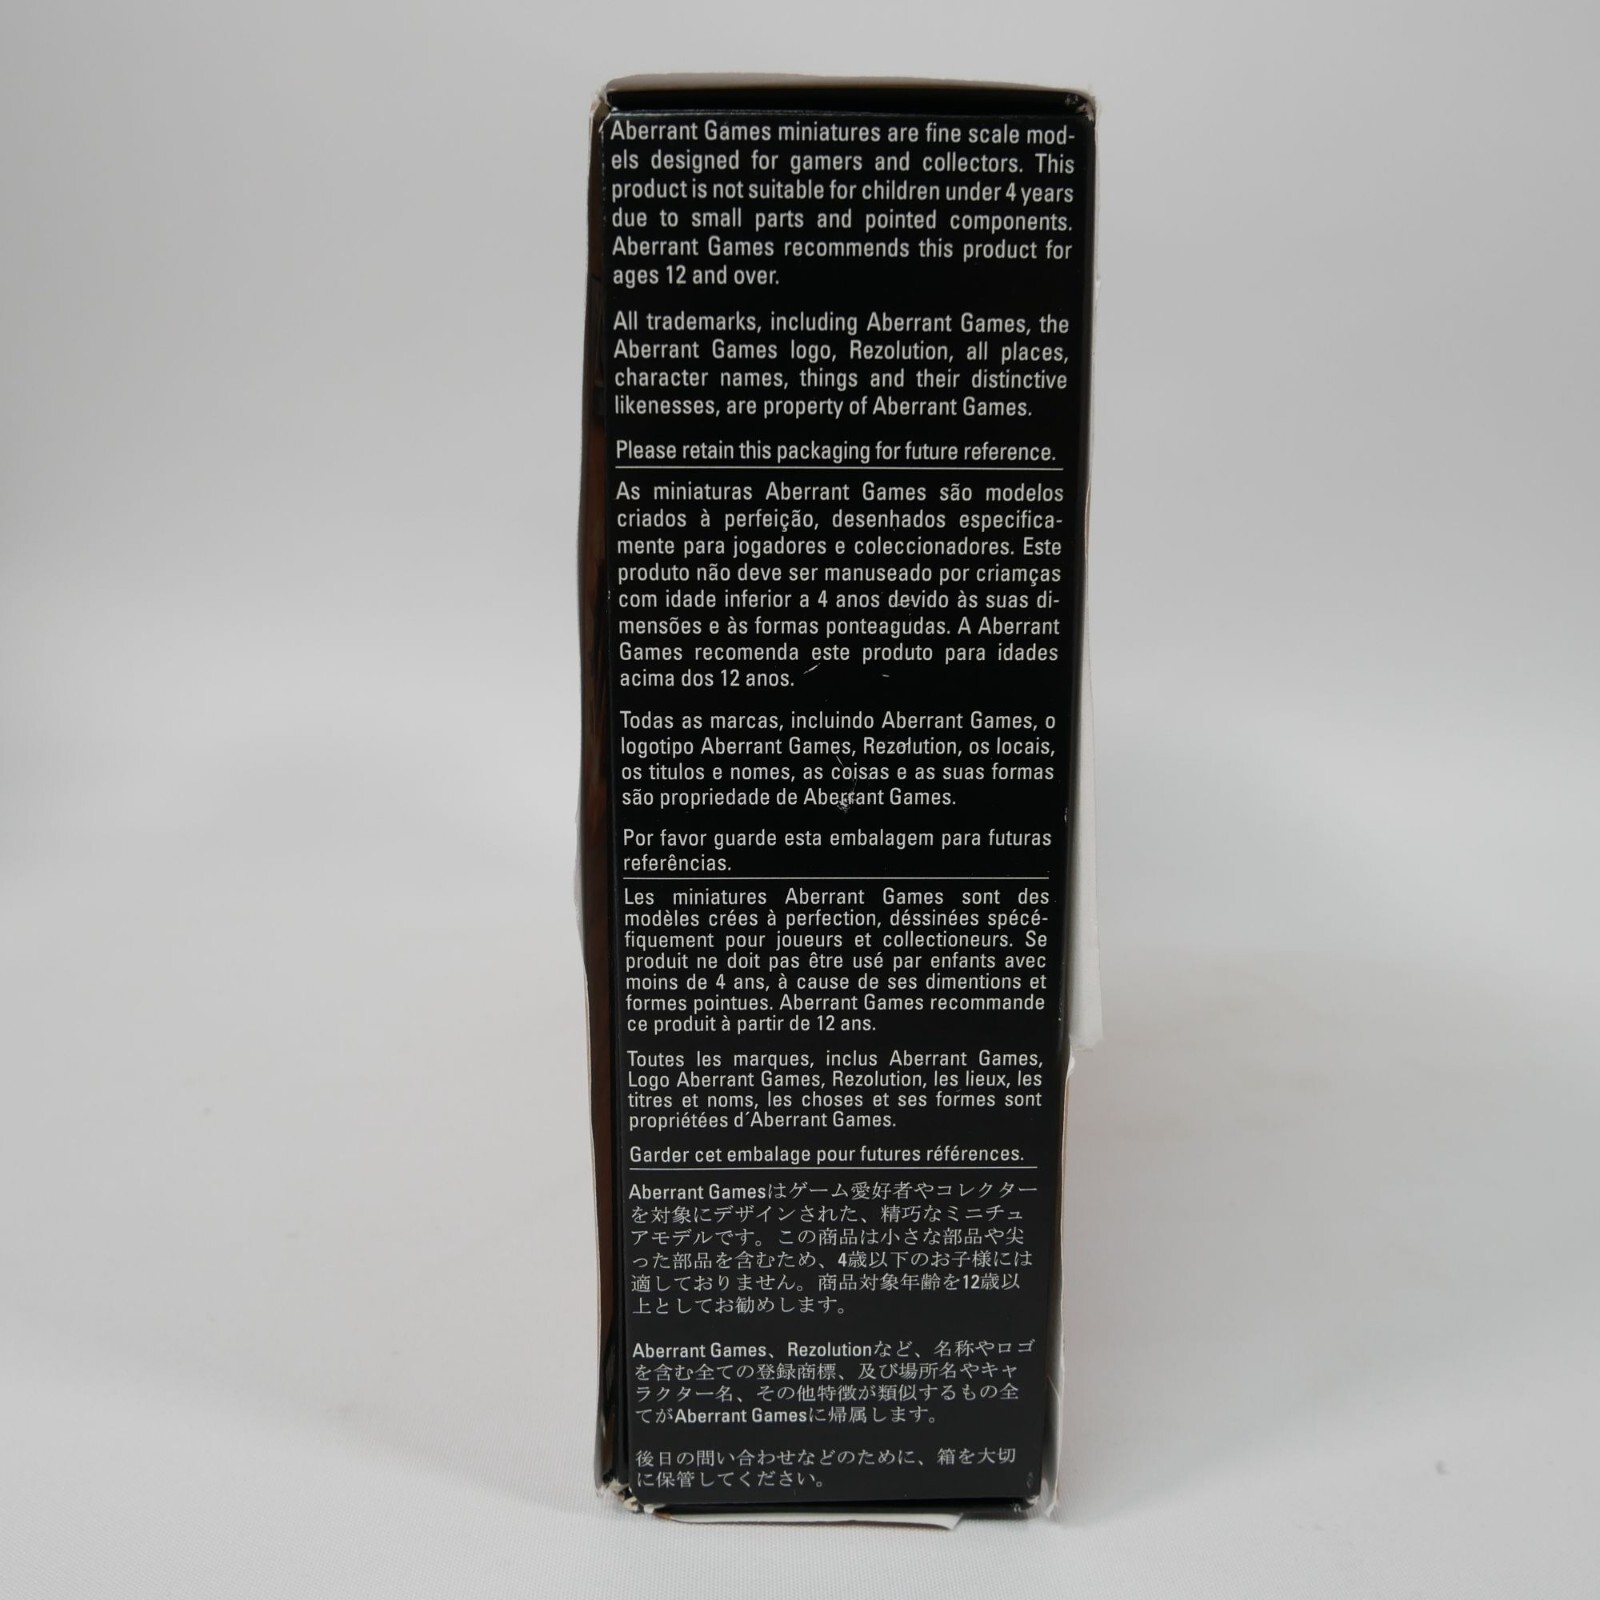 Aberrant Games miniatures are fine scale mod-
els designed for gamers and collectors. This
product is not suitable for children under 4 years
due to small parts and pointed components.
Aberrant Games recommends this product for
ages 12 and over.
All trademarks, including Aberrant Games, the
Aberrant Games logo, Rezolution, all places,
character names, things and their distinctive
likenesses, are property of Aberrant Games.
Please retain this packaging for future reference.
As miniaturas Aberrant Games são modelos
criados à perfeição, desenhados especifica-
mente para jogadores e coleccionadores. Este
produto não deve ser manuseado por criamças
com idade inferior a 4 anos devido às suas di-
mensões e às formas ponteagudas. A Aberrant
Games recomenda este produto para idades
acima dos 12 anos.
Todas as marcas, incluindo Aberrant Games, o
logotipo Aberrant Games, Rezolution, os locais,
os titulos e nomes, as coisas e as suas formas
são propriedade de Aberrant Games.
Por favor guarde esta embalagem para futuras
referências.
Les miniatures Aberrant Games sont des
modèles crées à perfection, déssinées spécé-
fiquement pour joueurs et collectioneurs. Se
produit ne doit pas être usé par enfants avec
moins de 4 ans, à cause de ses dimentions et
formes pointues. Aberrant Games recommande
ce produit à partir de 12 ans.
Toutes les marques, inclus Aberrant Games,
Logo Aberrant Games, Rezolution, les lieux, les
titres et noms, les choses et ses formes sont
propriétées d´Aberrant Games.
Garder cet embalage pour futures références.
Aberrant Gamesはゲーム愛好者やコレクター
を対象にデザインされた、精巧なミニチュ
アモデルです。この商品は小さな部品や尖
った部品を含むため、4歳以下のお子様には
適しておりません。商品対象年齢を12歳以
上としてお勧めします。
Aberrant Games、Rezolutionなど、名称やロゴ
を含む全ての登録商標、及び場所名やキャ
ラクター名、その他特徴が類似するもの全
てがAberrant Gamesに帰属します。
後日の問い合わせなどのために、箱を大切
に保管してください。